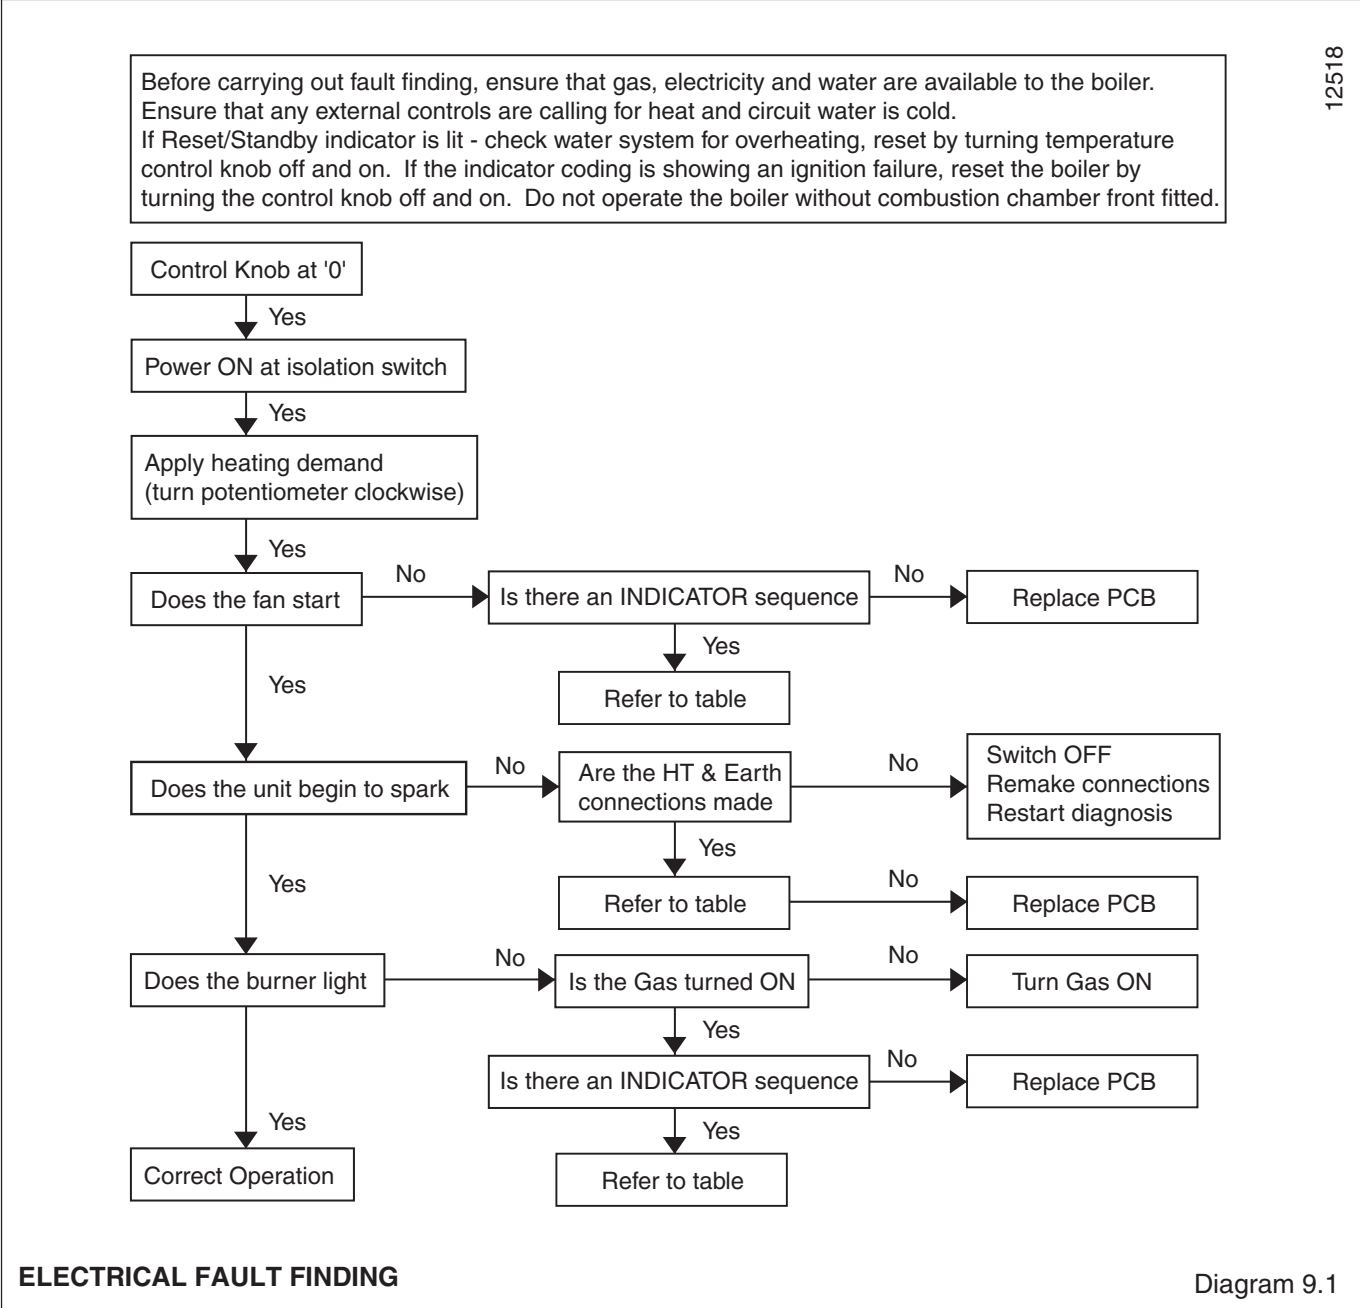 12518
Before carrying out fault finding, ensure that gas, electricity and water are available to the boiler.
Ensure that any external controls are calling for heat and circuit water is cold.
If Reset/Standby indicator is lit - check water system for overheating, reset by turning temperature
control knob off and on. If the indicator coding is showing an ignition failure, reset the boiler by
turning the control knob off and on. Do not operate the boiler without combustion chamber front fitted.
Control Knob at '0'
Yes
Power ON at isolation switch
Yes
Apply heating demand
(turn potentiometer clockwise)
Yes
Does the fan start
No
Is there an INDICATOR sequence
No
Replace PCB
Yes
Refer to table
Yes
Does the unit begin to spark
No
Are the HT & Earth
connections made
No
Switch OFF
Remake connections
Restart diagnosis
Yes
Refer to table
No
Replace PCB
Yes
Does the burner light
No
Is the Gas turned ON
No
Turn Gas ON
Yes
Is there an INDICATOR sequence
No
Replace PCB
Yes
Refer to table
Yes
Correct Operation
ELECTRICAL FAULT FINDING
Diagram 9.1